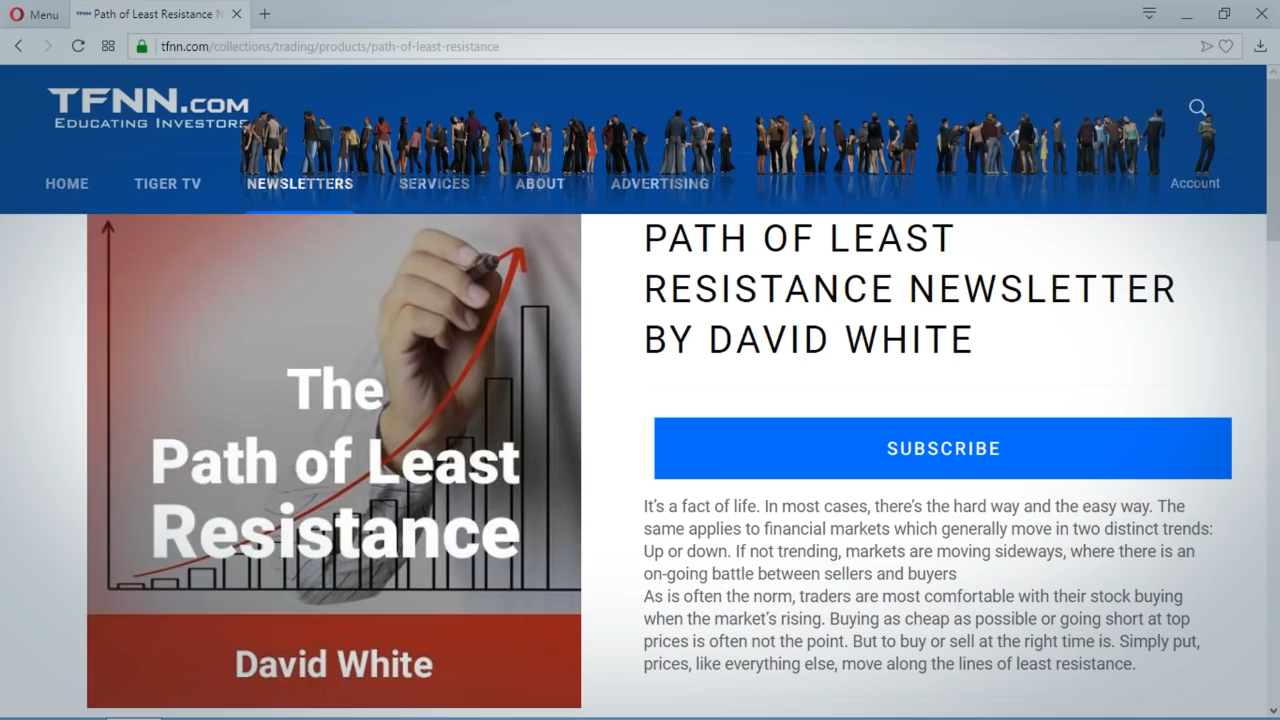 Menu
Path of Least Resistance N
tfnn.com/collections/trading/products/path-of-least-resistance
TFNN.COM
EDUCATING INVESTORS
HOME
TIGER TV
NEWSLETTERS
SERVICES
ABOUT
ADVERTISING
Account
The
Path of Least
Resistance
David White
PATH OF LEAST
RESISTANCE NEWSLETTER
BY DAVID WHITE
SUBSCRIBE
It’s a fact of life. In most cases, there’s the hard way and the easy way. The
same applies to financial markets which generally move in two distinct trends:
Up or down. If not trending, markets are moving sideways, where there is an
on-going battle between sellers and buyers
As is often the norm, traders are most comfortable with their stock buying
when the market’s rising. Buying as cheap as possible or going short at top
prices is often not the point. But to buy or sell at the right time is. Simply put,
prices, like everything else, move along the lines of least resistance.